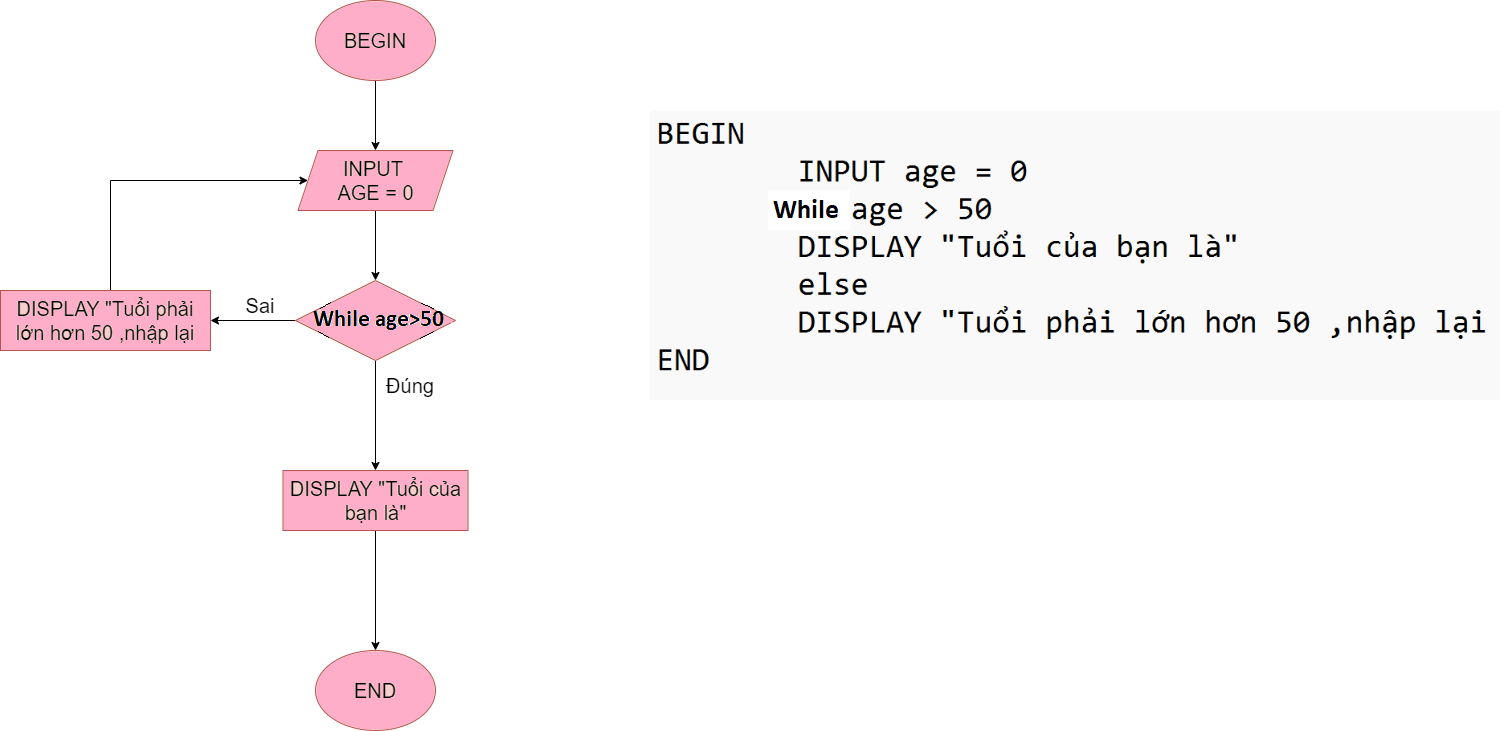 BEGIN
INPUT
AGE = 0
While age>50
Sai
DISPLAY "Tuổi phải
lớn hơn 50 ,nhập lại
Đúng
DISPLAY "Tuổi của
bạn là"
END
BEGIN
INPUT age = 0
While age > 50
DISPLAY "Tuổi của bạn là"
else
DISPLAY "Tuổi phải lớn hơn 50 ,nhập lại
END